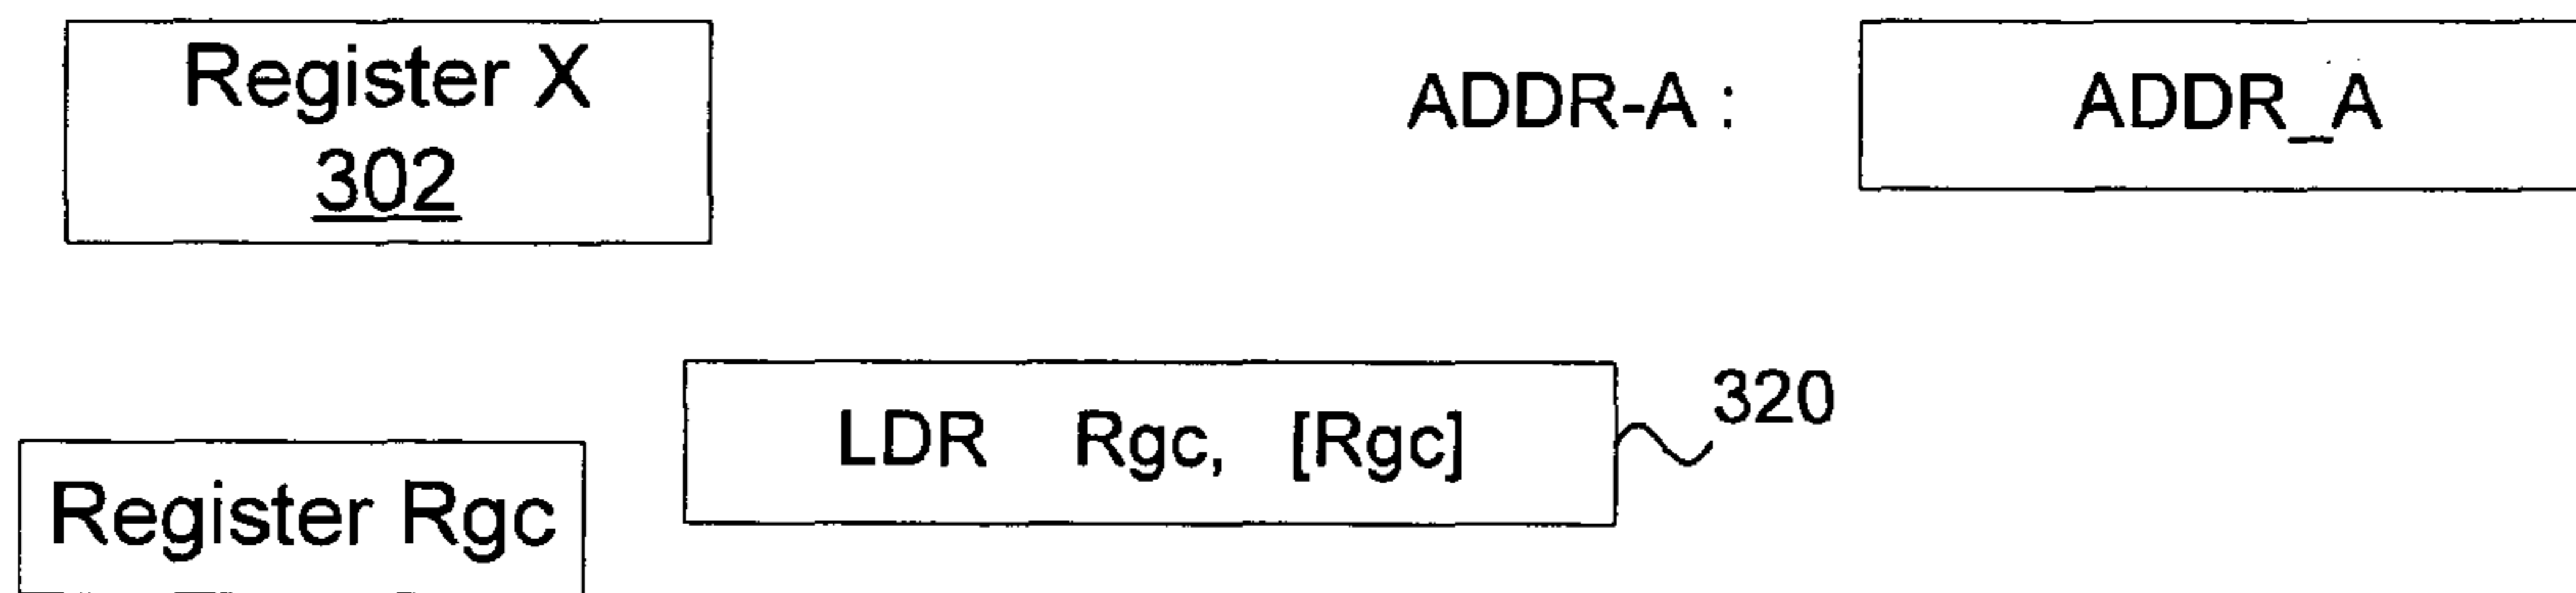 Register X
302
ADDR-A :
ADDR_A
LDR Rgc, [Rgc]
320
Register Rgc